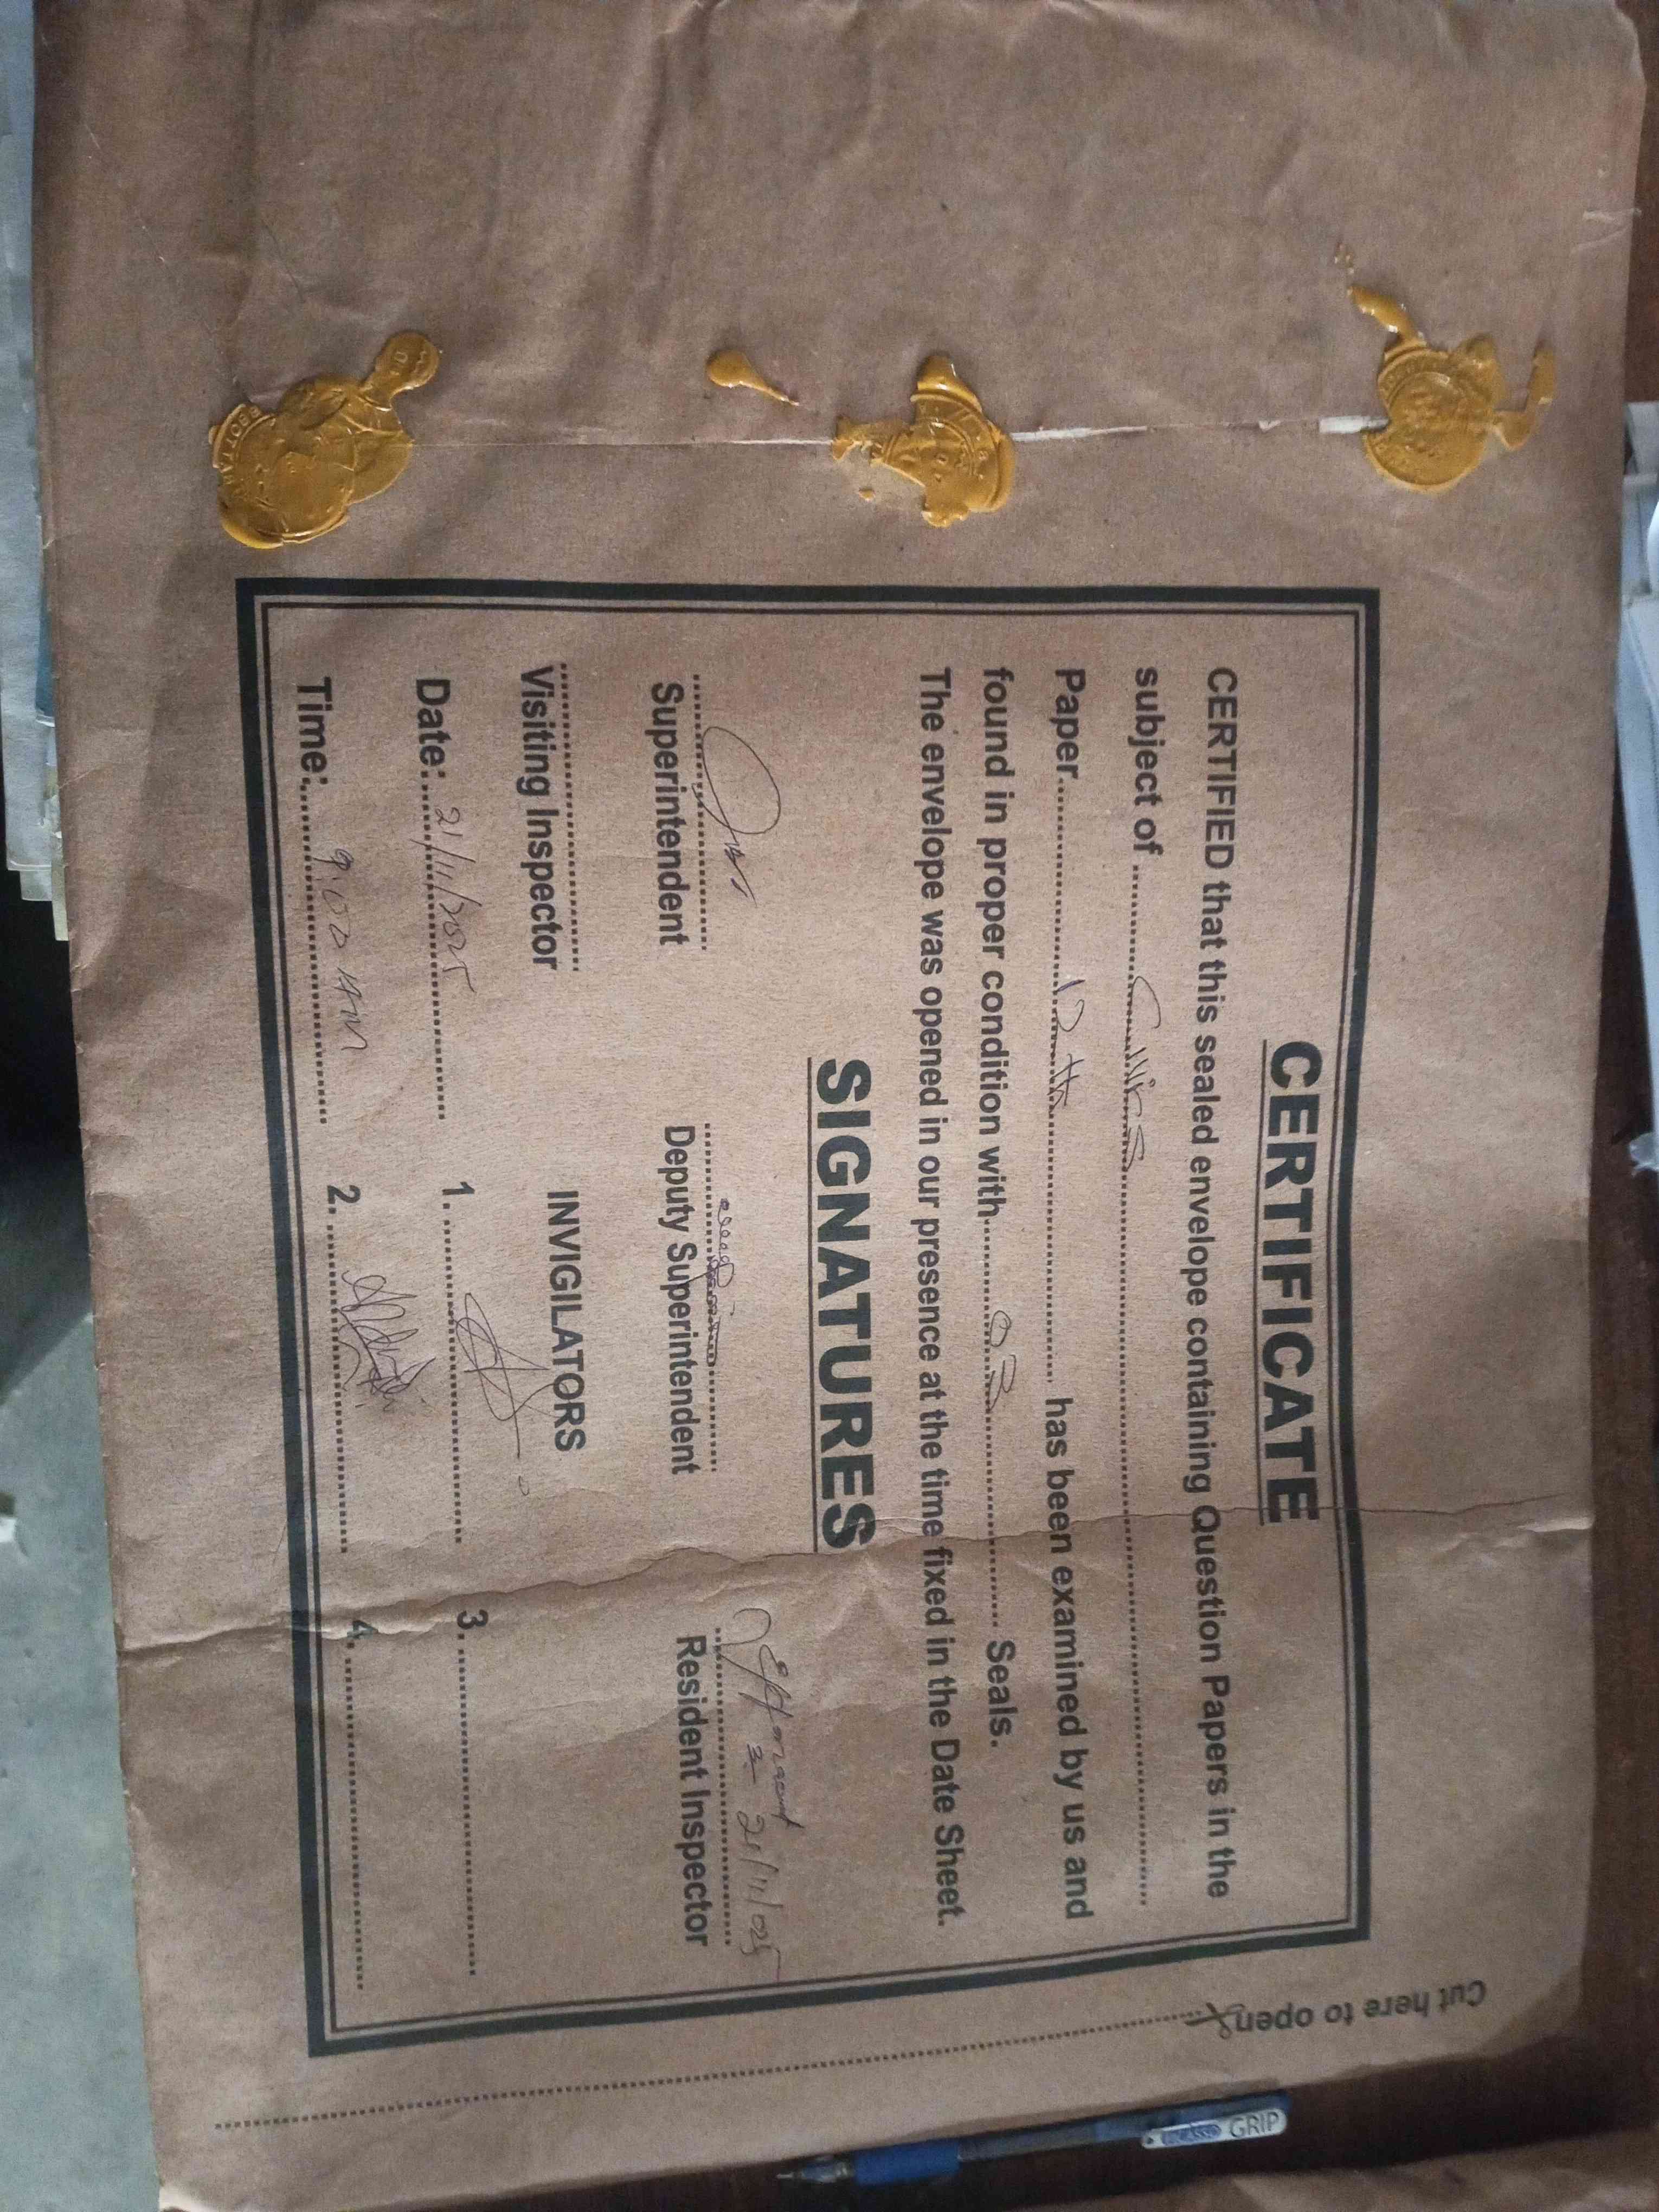 CERTIFICATE
CERTIFIED that this sealed envelope containing Question Papers in the
subject of ..........Civics..........
Paper.................... has been examined by us and
found in proper condition with..........03.......... Seals.
The envelope was opened in our presence at the time fixed in the Date Sheet.
SIGNATURES
21/11/025
Superintendent Deputy Superintendent Resident Inspector
Visiting Inspector INVIGILATORS
Date: 21/11/2025 1. 3.
Time: 9:00 AM 2. 4.
Cut here to open
GRIP